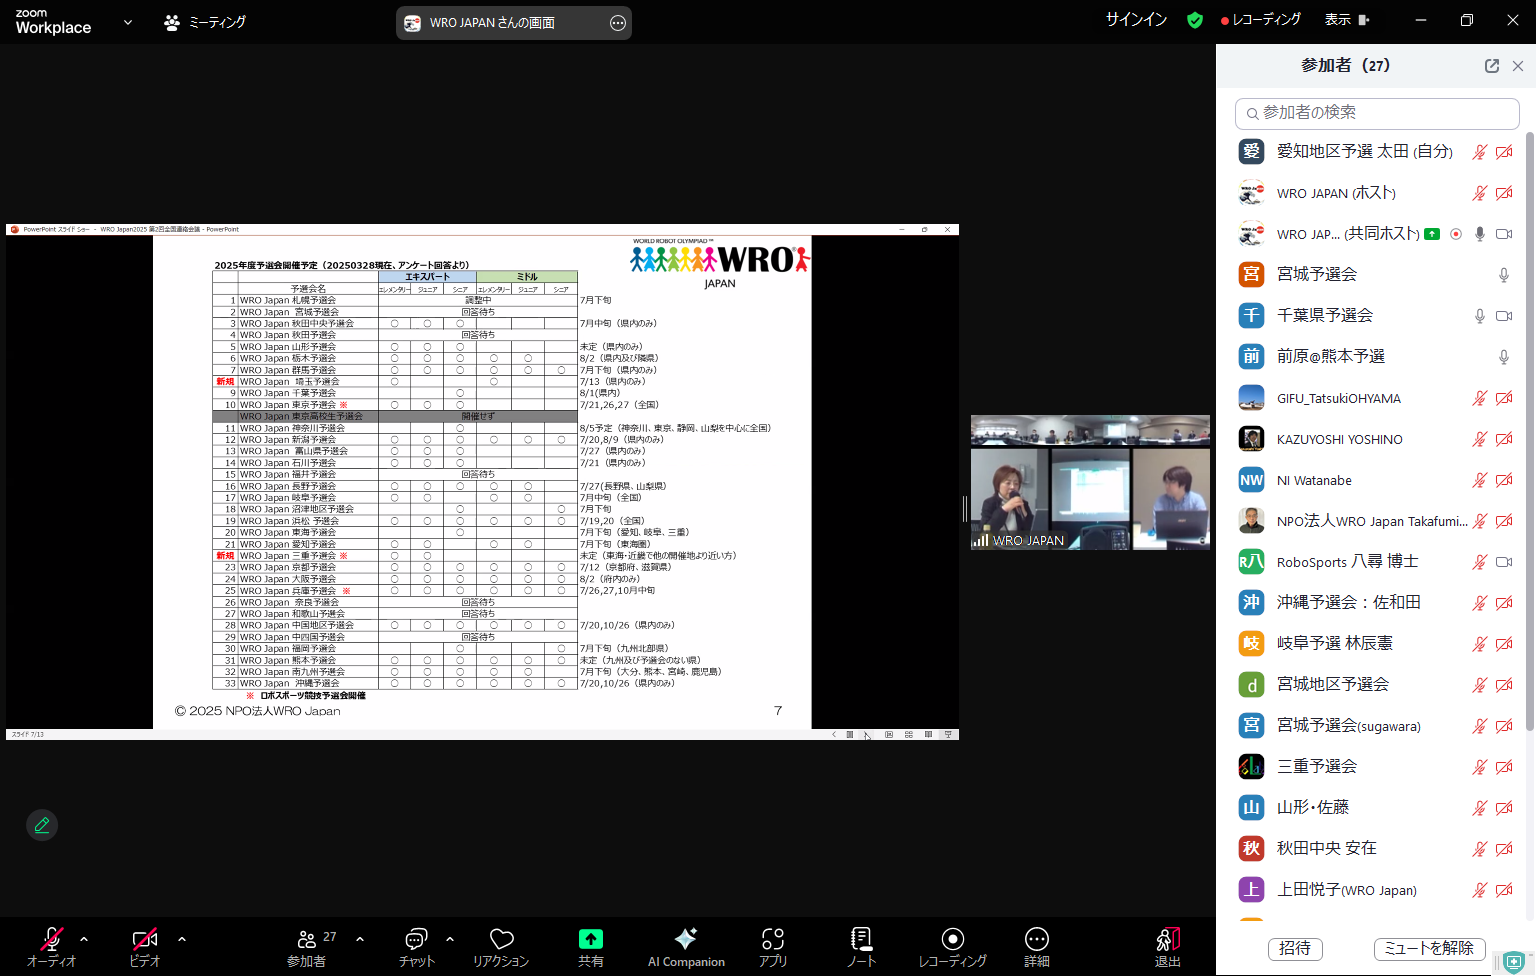 zoom
Workplace
ミーティング
WRO JAPAN さんの画面
サインイン
レコーディング
表示
PowerPoint スライド ショー - WRO Japan2025 第2回全国連絡会議 - PowerPoint
WORLD ROBOT OLYMPIAD™
WRO®
JAPAN
2025年度予選会開催予定（20250328現在、アンケート回答より）
エキスパート ミドル
予選会名 エレメンタリー ジュニア シニア エレメンタリー ジュニア シニア
1 WRO Japan 札幌予選会 調整中 7月下旬
2 WRO Japan 宮城予選会 回答待ち
3 WRO Japan 秋田中央予選会 ○ ○ ○ 7月中旬（県内のみ）
4 WRO Japan 秋田予選会 回答待ち
5 WRO Japan 山形予選会 ○ ○ ○ 未定（県内のみ）
6 WRO Japan 栃木予選会 ○ ○ ○ ○ ○ 8/2（県内及び隣県）
7 WRO Japan 群馬予選会 ○ ○ ○ ○ ○ ○ 7月下旬（県内のみ）
新規 WRO Japan 埼玉予選会 ○ ○ 7/13（県内のみ）
9 WRO Japan 千葉予選会 ○ 8/1(県内)
10 WRO Japan 東京予選会 ※ ○ ○ ○ 7/21,26,27（全国）
WRO Japan 東京高校生予選会 開催せず
11 WRO Japan 神奈川予選会 ○ 8/5予定（神奈川、東京、静岡、山梨を中心に全国）
12 WRO Japan 新潟予選会 ○ ○ ○ ○ ○ ○ 7/20,8/9（県内のみ）
13 WRO Japan 富山県予選会 ○ ○ ○ 7/27（県内のみ）
14 WRO Japan 石川予選会 ○ ○ ○ 7/21（県内のみ）
15 WRO Japan 福井予選会 回答待ち
16 WRO Japan 長野予選会 ○ ○ ○ ○ ○ 7/27(長野県、山梨県)
17 WRO Japan 岐阜予選会 ○ ○ ○ ○ 7月中旬（全国）
18 WRO Japan 沼津地区予選会 ○ ○ 7月下旬
19 WRO Japan 浜松 予選会 ○ ○ ○ ○ ○ ○ 7/19,20（全国）
20 WRO Japan 東海予選会 ○ 7月下旬（愛知、岐阜、三重）
21 WRO Japan 愛知予選会 ○ ○ ○ ○ 7月下旬（東海圏）
新規 WRO Japan 三重予選会 ※ ○ ○ 未定（東海・近畿で他の開催地より近い方）
23 WRO Japan 京都予選会 ○ ○ ○ ○ ○ ○ 7/12（京都府、滋賀県）
24 WRO Japan 大阪予選会 ○ ○ ○ ○ ○ ○ 8/2（府内のみ）
25 WRO Japan 兵庫予選会 ※ ○ ○ ○ ○ ○ ○ 7/26,27,10月中旬
26 WRO Japan 奈良予選会 回答待ち
27 WRO Japan 和歌山予選会 回答待ち
28 WRO Japan 中国地区予選会 ○ ○ ○ ○ ○ ○ 7/20,10/26（県内のみ）
29 WRO Japan 中四国予選会 回答待ち
30 WRO Japan 福岡予選会 ○ ○ 7月下旬（九州北部県）
31 WRO Japan 熊本予選会 ○ ○ ○ ○ ○ ○ 未定（九州及び予選会のない県）
32 WRO Japan 南九州予選会 ○ ○ ○ ○ ○ 7月下旬（大分、熊本、宮崎、鹿児島）
33 WRO Japan 沖縄予選会 ○ ○ ○ ○ ○ ○ 7/20,10/26（県内のみ）
※ ロボスポーツ競技予選会開催
© 2025 NPO法人WRO Japan
7
スライド 7/13
WRO JAPAN
参加者（27）
参加者の検索
愛 愛知地区予選 太田 (自分)
WRO JAPAN (ホスト)
WRO JAP... (共同ホスト)
宮 宮城予選会
千 千葉県予選会
前 前原@熊本予選
GIFU_TatsukiOHYAMA
KAZUYOSHI YOSHINO
NW NI Watanabe
NPO法人WRO Japan Takafumi...
R八 RoboSports 八尋 博士
沖 沖縄予選会：佐和田
岐 岐阜予選 林辰憲
d 宮城地区予選会
宮 宮城予選会(sugawara)
三重予選会
山 山形・佐藤
秋 秋田中央 安在
上 上田悦子(WRO Japan)
招待
ミュートを解除
オーディオ
ビデオ
参加者 27
チャット
リアクション
共有
AI Companion
アプリ
ノート
レコーディング
詳細
退出